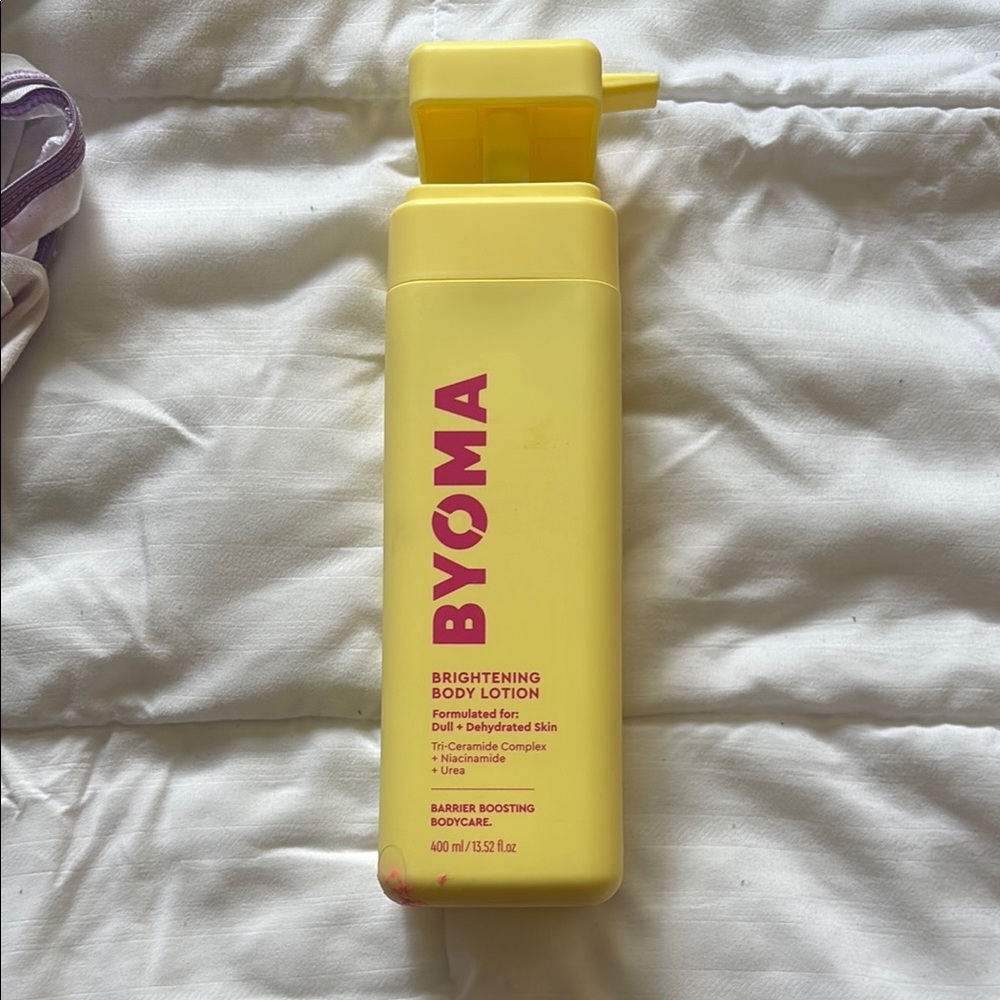 BYOMA
BRIGHTENING
BODY LOTION
Formulated for:
Dull + Dehydrated Skin
Tri-Ceramide Complex
+ Niacinamide
+ Urea
BARRIER BOOSTING
BODYCARE.
400 ml/13.52 fl.oz